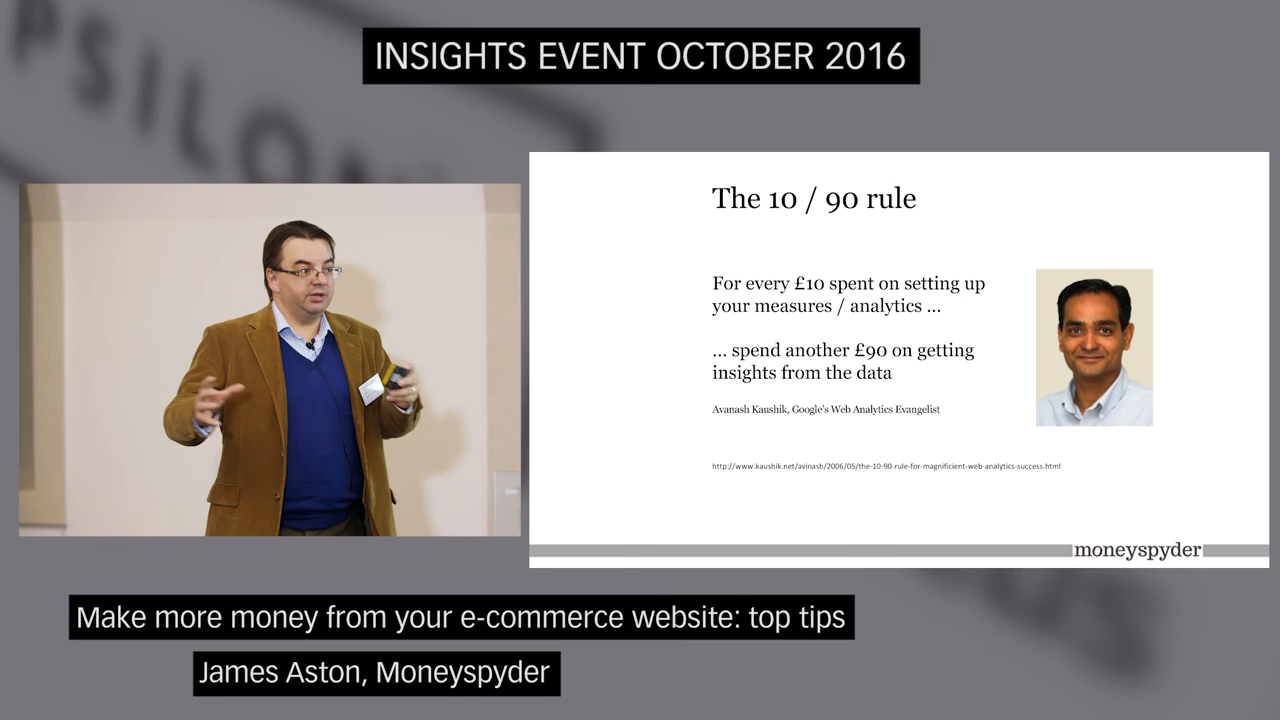 INSIGHTS EVENT OCTOBER 2016
PSILON
The 10 / 90 rule
For every £10 spent on setting up
your measures / analytics ...
... spend another £90 on getting
insights from the data
Avanash Kaushik, Google's Web Analytics Evangelist
http://www.kaushik.net/avinash/2006/05/the-10-90-rule-for-magnificient-web-analytics-success.html
moneyspyder
Make more money from your e-commerce website: top tips
James Aston, Moneyspyder